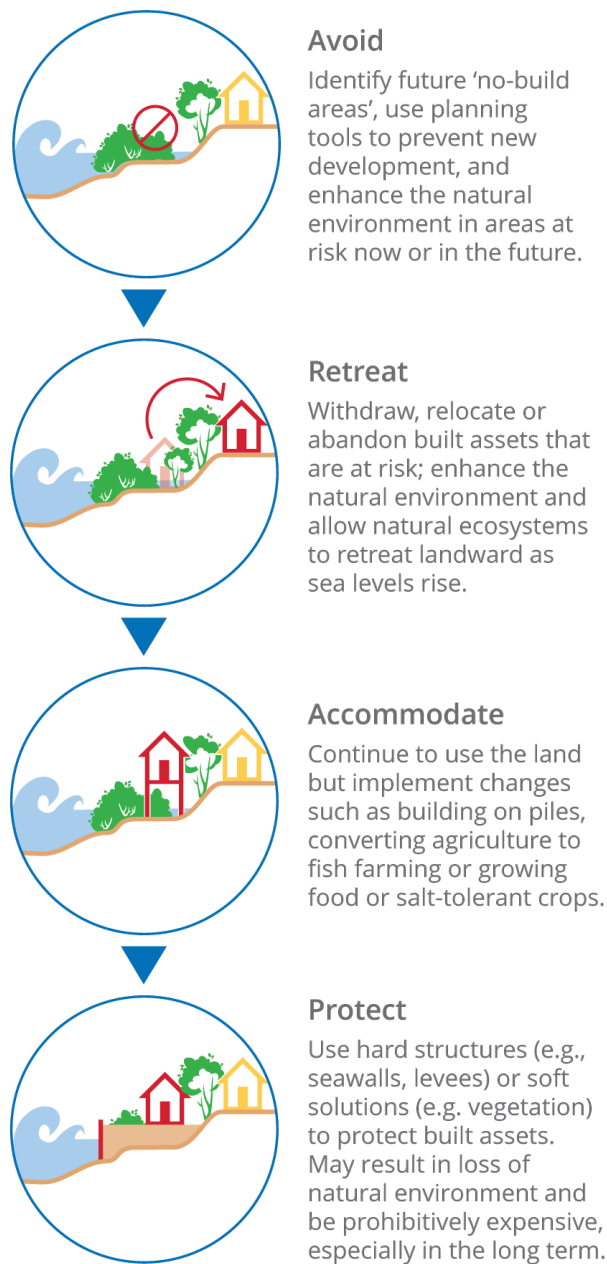 Avoid
Identify future ‘no-build
areas’, use planning
tools to prevent new
development, and
enhance the natural
environment in areas at
risk now or in the future.
Retreat
Withdraw, relocate or
abandon built assets that
are at risk; enhance the
natural environment and
allow natural ecosystems
to retreat landward as
sea levels rise.
Accommodate
Continue to use the land
but implement changes
such as building on piles,
converting agriculture to
fish farming or growing
food or salt-tolerant crops.
Protect
Use hard structures (e.g.,
seawalls, levees) or soft
solutions (e.g. vegetation)
to protect built assets.
May result in loss of
natural environment and
be prohibitively expensive,
especially in the long term.